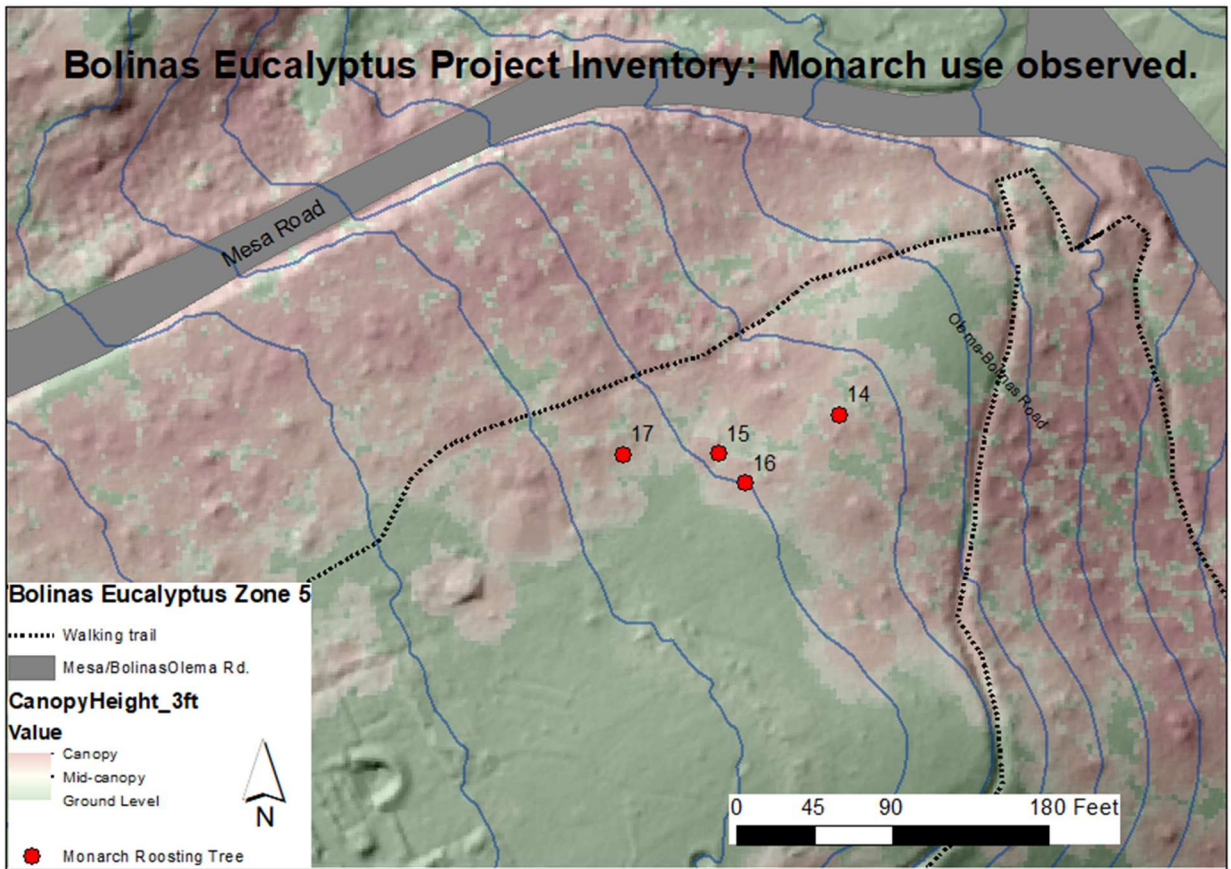 Bolinas Eucalyptus Project Inventory: Monarch use observed.
Mesa Road
Olema-Bolinas Road
14
17
15
16
Bolinas Eucalyptus Zone 5
Walking trail
Mesa/BolinasOlema Rd.
CanopyHeight_3ft
Value
Canopy
Mid-canopy
Ground Level
N
Monarch Roosting Tree
0 45 90 180 Feet